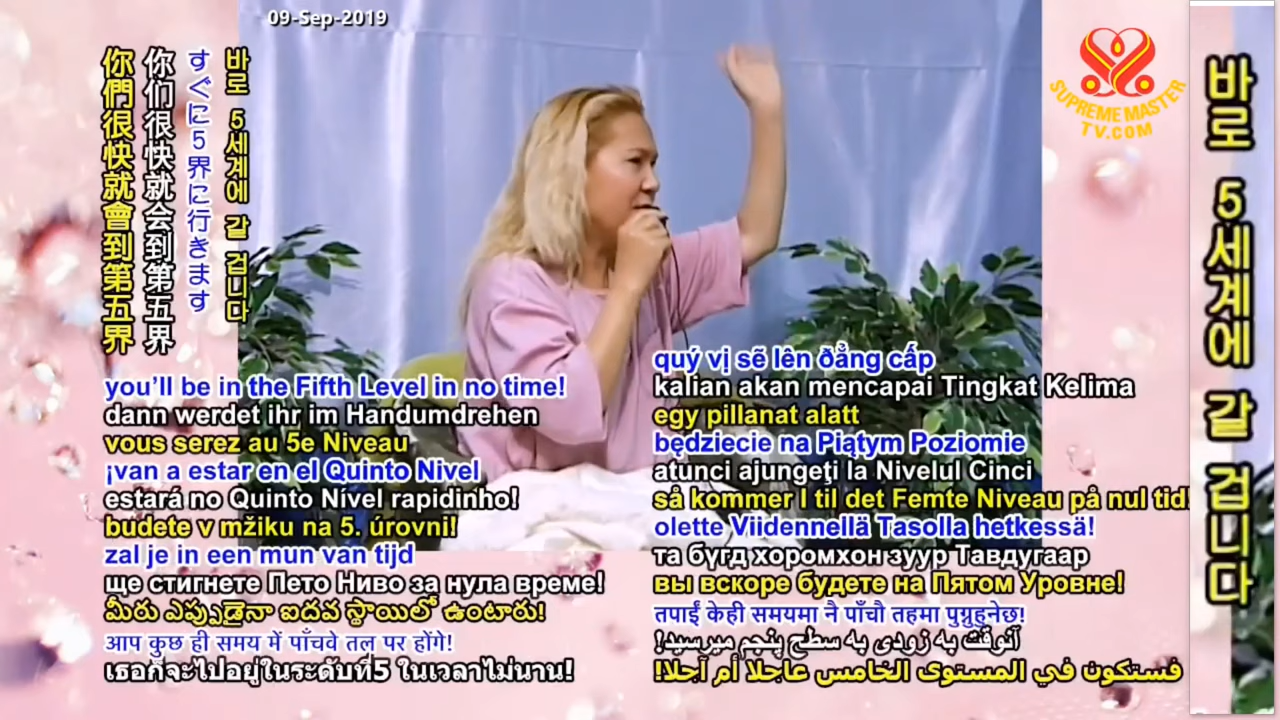 09-Sep-2019
SUPREME MASTER
TV.COM
你們很快就會到第五界
你们很快就会到第五界
すぐに5界に行きます
바로 5세계에 갈 겁니다
바로 5세계에 갈 겁니다
you'll be in the Fifth Level in no time!
dann werdet ihr im Handumdrehen
vous serez au 5e Niveau
¡van a estar en el Quinto Nivel
estará no Quinto Nível rapidinho!
budete v mžiku na 5. úrovni!
zal je in een mun van tijd
ще стигнете Пето Ниво за нула време!
మీరు ఎప్పుడైనా ఐదవ స్థాయిలో ఉంటారు!
आप कुछ ही समय में पाँचवे तल पर होंगे!
เธอก็จะไปอยู่ในระดับที่5 ในเวลาไม่นาน!
quý vị sẽ lên đẳng cấp
kalian akan mencapai Tingkat Kelima
egy pillanat alatt
będziecie na Piątym Poziomie
atunci ajungeţi la Nivelul Cinci
så kommer I til det Femte Niveau på nul tid!
olette Viidennellä Tasolla hetkessä!
та бүгд хоромхон зуур Тавдугаар
вы вскоре будете на Пятом Уровне!
तपाईं केही समयमा नै पाँचौ तहमा पुग्नुहुनेछ!
آنوقت به زودی به سطح پنجم میرسید!
فستكون في المستوى الخامس عاجلا أم آجلا!